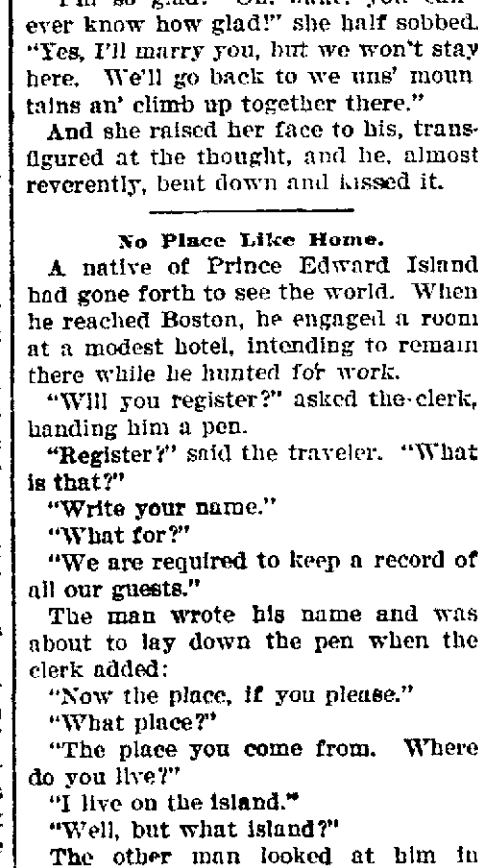 ever know how glad!" she half sobbed.
"Yes, I'll marry you, but we won't stay
here. We'll go back to we uns' moun
tains an' climb up together there."
And she raised her face to his, trans-
figured at the thought, and he, almost
reverently, bent down and kissed it.
No Place Like Home.
A native of Prince Edward Island
had gone forth to see the world. When
he reached Boston, he engaged a room
at a modest hotel, intending to remain
there while he hunted for work.
"Will you register?" asked the clerk,
handing him a pen.
"Register?" said the traveler. "What
is that?"
"Write your name."
"What for?"
"We are required to keep a record of
all our guests."
The man wrote his name and was
about to lay down the pen when the
clerk added:
"Now the place, if you please."
"What place?"
"The place you come from. Where
do you live?"
"I live on the island."
"Well, but what island?"
The other man looked at him in